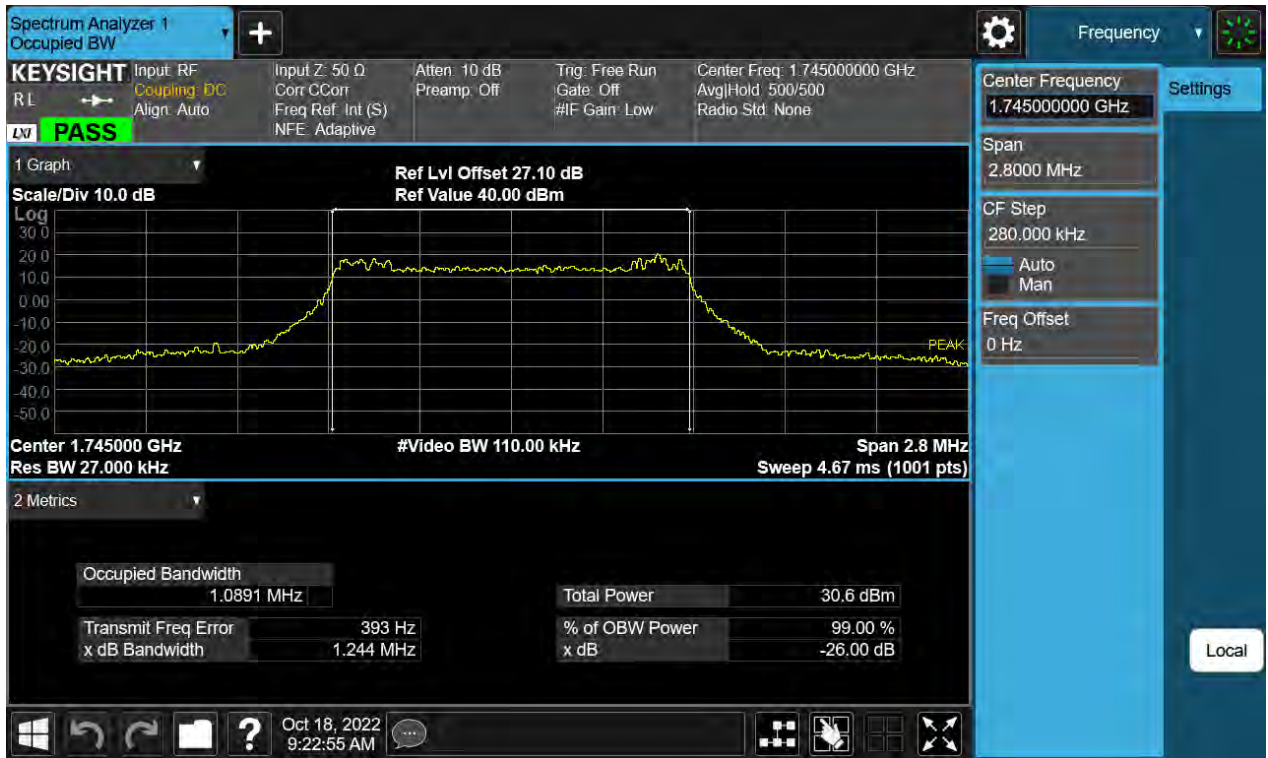 Spectrum Analyzer 1
Occupied BW
+
Frequency
KEYSIGHT
RL
LXI
PASS
Input: RF
Coupling: DC
Align: Auto
Input Z: 50 Ω
Corr CCorr
Freq Ref: Int (S)
NFE: Adaptive
Atten: 10 dB
Preamp: Off
Trig: Free Run
Gate: Off
#IF Gain: Low
Center Freq: 1.745000000 GHz
Avg|Hold: 500/500
Radio Std: None
1 Graph
Scale/Div 10.0 dB
Ref Lvl Offset 27.10 dB
Ref Value 40.00 dBm
Log
30.0
20.0
10.0
0.00
-10.0
-20.0
-30.0
-40.0
-50.0
PEAK
Center 1.745000 GHz
#Video BW 110.00 kHz
Span 2.8 MHz
Res BW 27.000 kHz
Sweep 4.67 ms (1001 pts)
2 Metrics
Occupied Bandwidth
1.0891 MHz
Total Power 30.6 dBm
Transmit Freq Error 393 Hz
% of OBW Power 99.00 %
x dB Bandwidth 1.244 MHz
x dB -26.00 dB
?
Oct 18, 2022
9:22:55 AM
Center Frequency
1.745000000 GHz
Settings
Span
2.8000 MHz
CF Step
280.000 kHz
Auto
Man
Freq Offset
0 Hz
Local